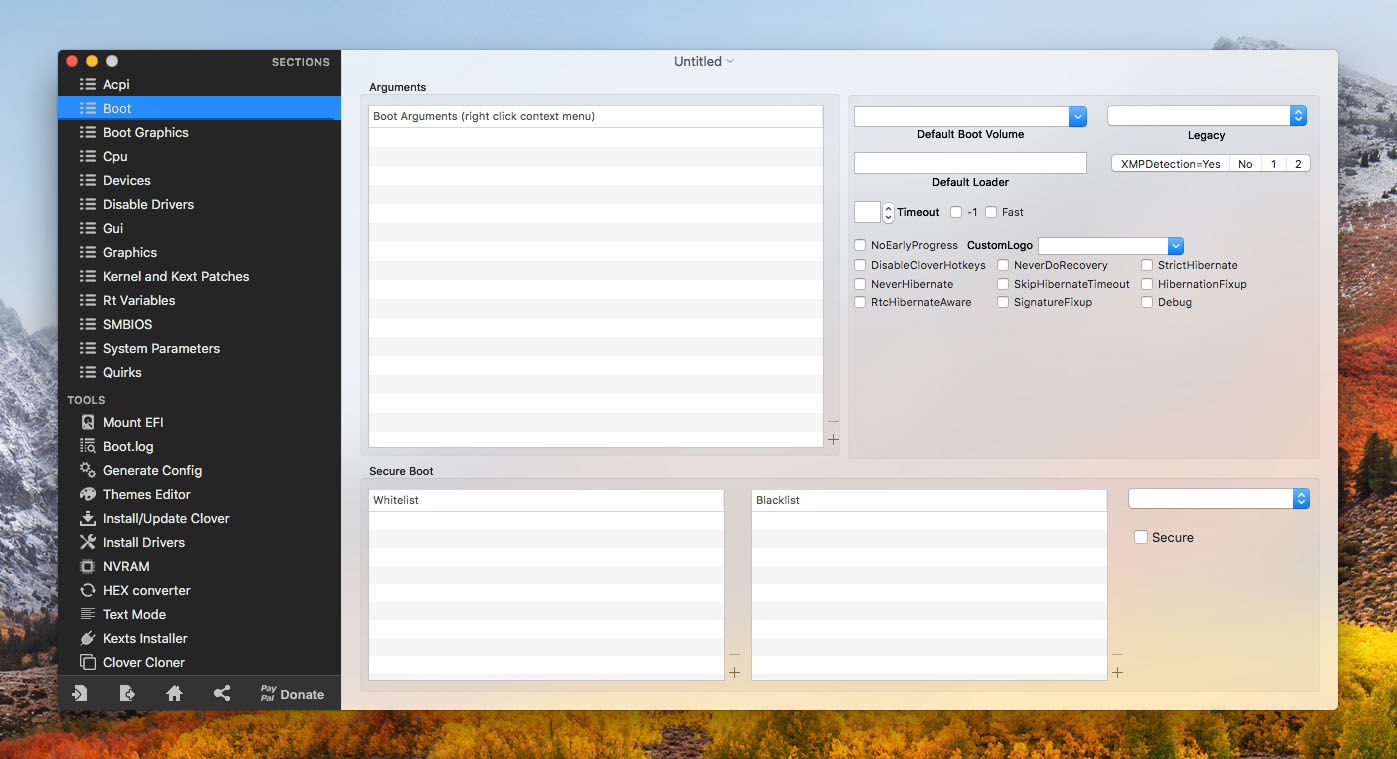 SECTIONS
Acpi
Boot
Boot Graphics
Cpu
Devices
Disable Drivers
Gui
Graphics
Kernel and Kext Patches
Rt Variables
SMBIOS
System Parameters
Quirks
TOOLS
Mount EFI
Boot.log
Generate Config
Themes Editor
Install/Update Clover
Install Drivers
NVRAM
HEX converter
Text Mode
Kexts Installer
Clover Cloner
Pay
Pal
Donate
Untitled
Arguments
Boot Arguments (right click context menu)
Default Boot Volume
Legacy
XMPDetection=Yes No 1 2
Default Loader
Timeout -1 Fast
NoEarlyProgress CustomLogo
DisableCloverHotkeys NeverDoRecovery StrictHibernate
NeverHibernate SkipHibernateTimeout HibernationFixup
RtcHibernateAware SignatureFixup Debug
Secure Boot
Whitelist
Blacklist
Secure